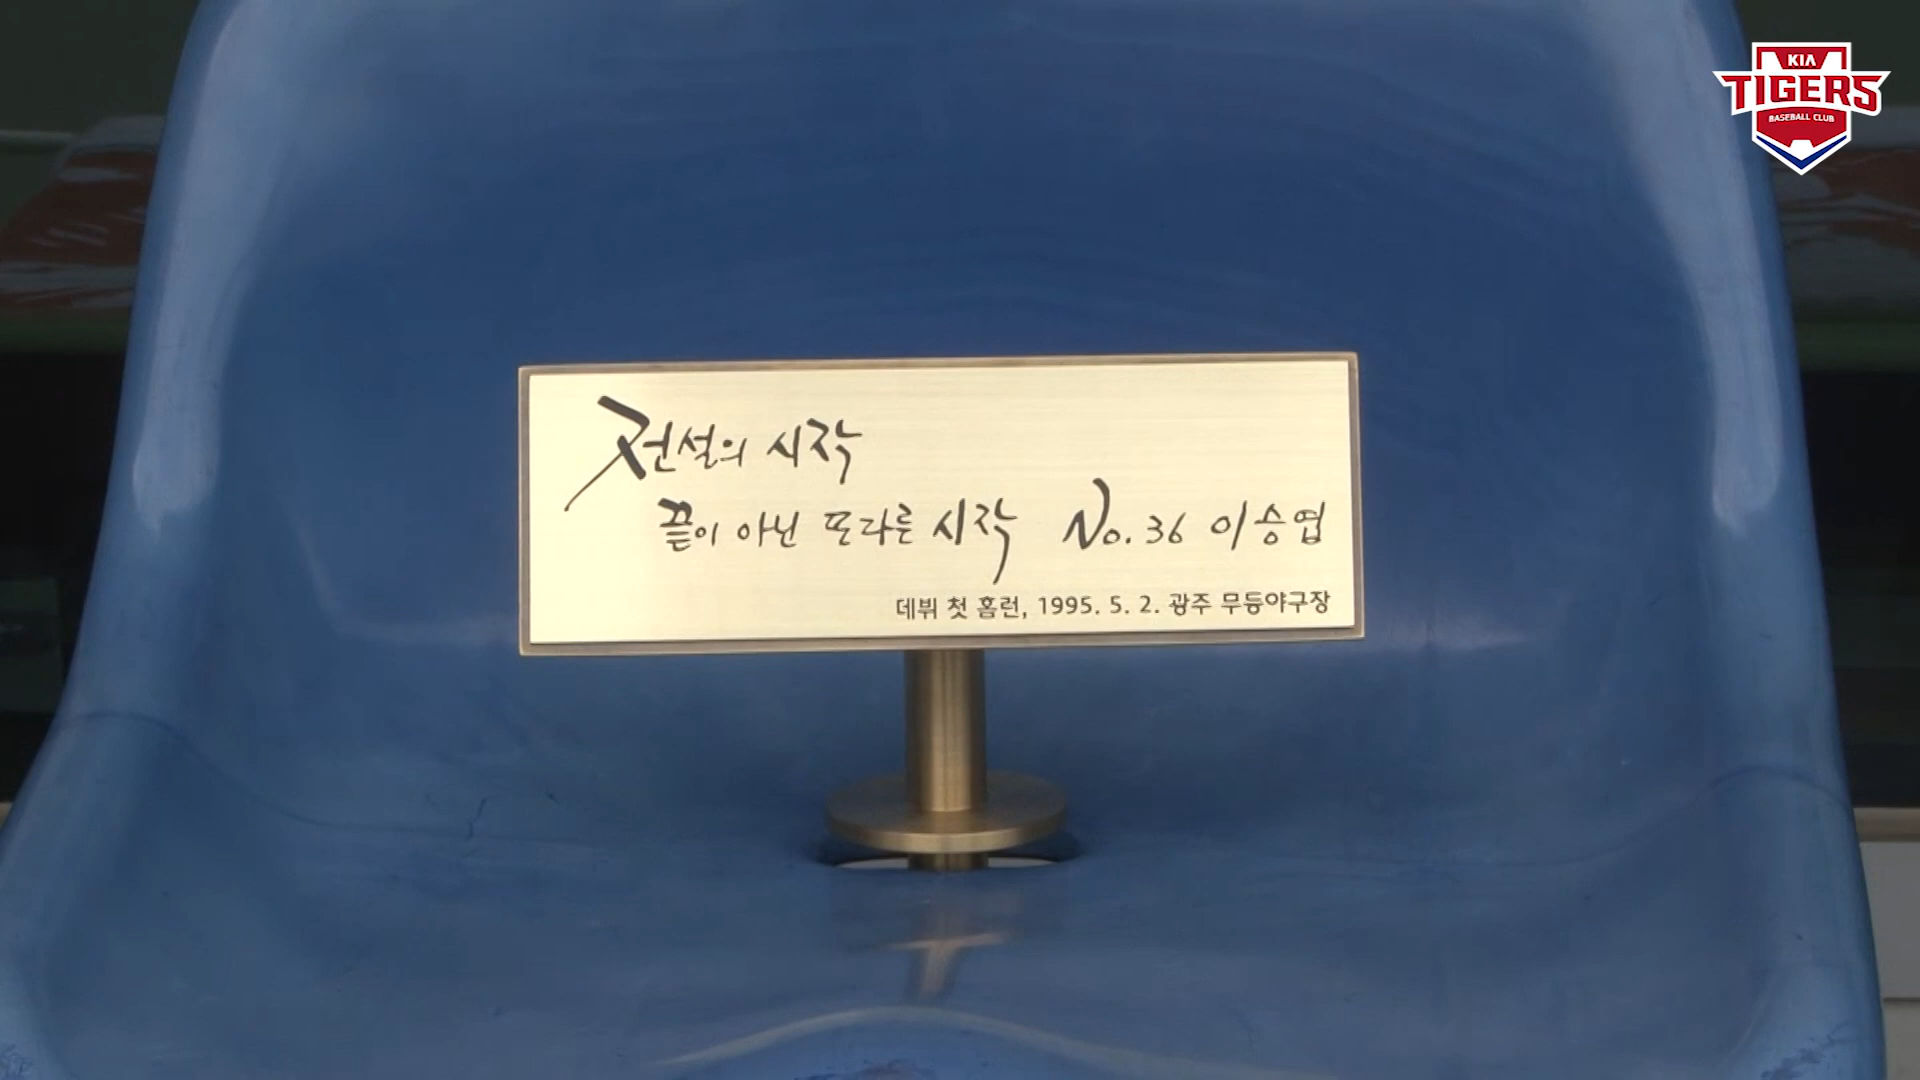 KIA
TIGERS
BASEBALL CLUB
전설의 시작
끝이 아닌 또다른 시작 No. 36 이승엽
데뷔 첫 홈런, 1995. 5. 2. 광주 무등야구장